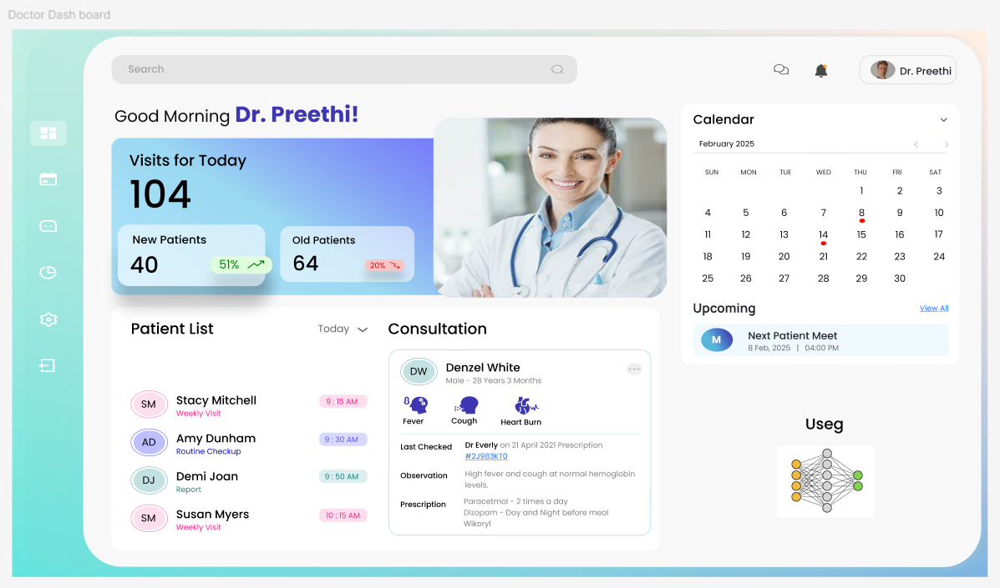 Doctor Dash board
Search
Dr. Preethi
Good Morning Dr. Preethi!
Visits for Today
104
New Patients
40
51%
Old Patients
64
20%
Calendar
February 2025
SUN MON TUE WED THU FRI SAT
1 2 3
4 5 6 7 8 9 10
11 12 13 14 15 16 17
18 19 20 21 22 23 24
25 26 27 28 29 30
Upcoming
View All
M
Next Patient Meet
8 Feb, 2025 | 04:00 PM
Patient List
Today
SM
Stacy Mitchell
Weekly Visit
9 : 15 AM
AD
Amy Dunham
Routine Checkup
9 : 30 AM
DJ
Demi Joan
Report
9 : 50 AM
SM
Susan Myers
Weekly Visit
10 : 15 AM
Consultation
DW
Denzel White
Male - 28 Years 3 Months
Fever
Cough
Heart Burn
Last Checked
Dr Everly on 21 April 2021 Prescription
#2J983KT0
Observation
High fever and cough at normal hemoglobin
levels.
Prescription
Paracetmol - 2 times a day
Dizopam - Day and Night before meal
Wikoryl
Useg